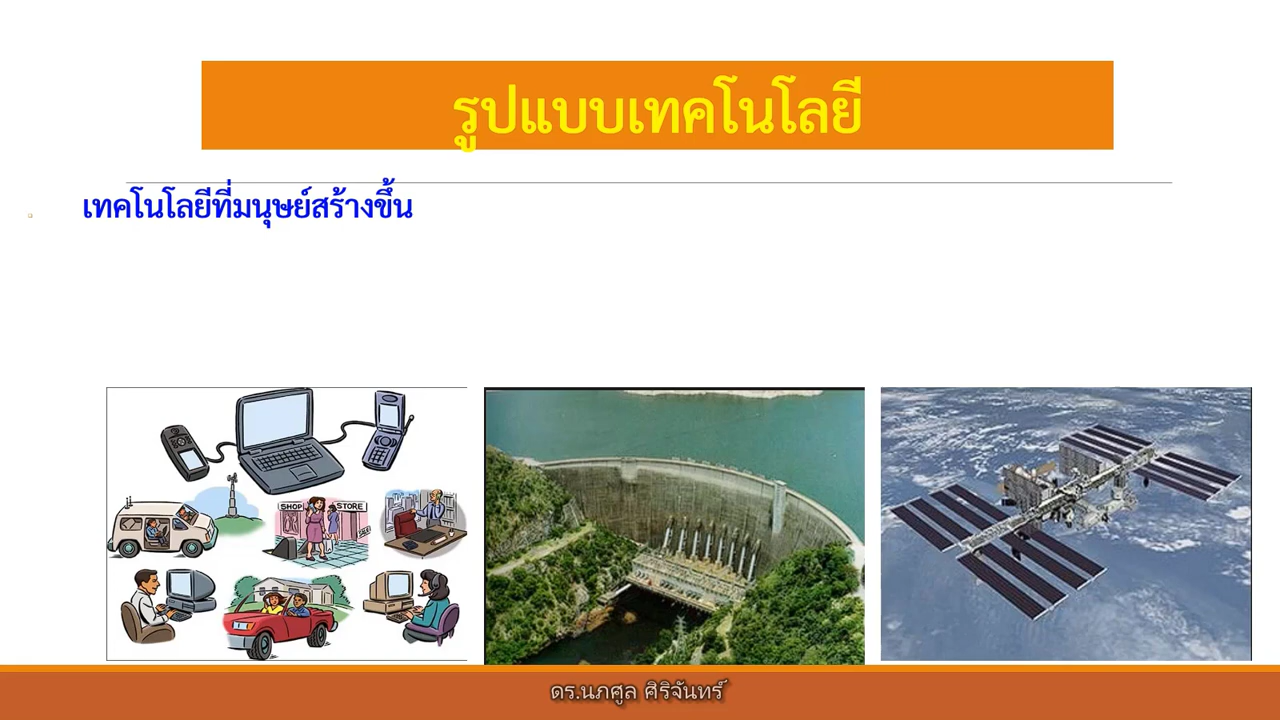 รูปแบบเทคโนโลยี
เทคโนโลยีที่มนุษย์สร้างขึ้น
SHOP STORE
ดร.นภศูล ศิริจันทร์